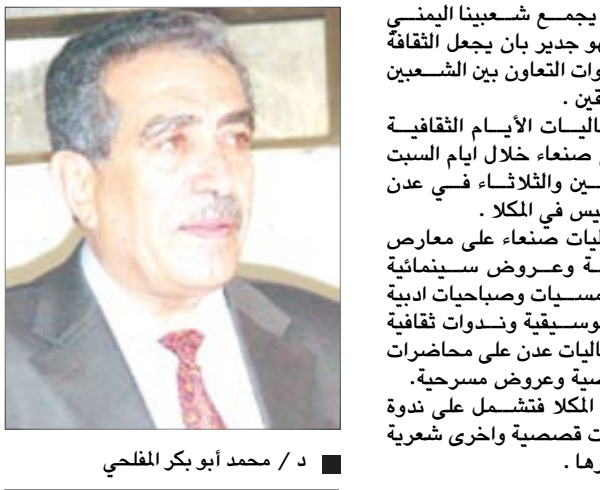 يجمع شعبينا اليمني
هو جدير بان يجعل الثقافة
وات التعاون بين الشعبين
قين .
اليات الأيام الثقافية
صنعاء خلال ايام السبت
ين والثلاثاء في عدن
يس في المكلا .
ليات صنعاء على معارص
ة وعروض سينمائية
مسيات وصباحيات ادبية
وسيقية وندوات ثقافية
اليات عدن على محاضرات
صية وعروض مسرحية.
المكلا فتشمل على ندوة
ت قصصية واخرى شعرية
رها .
د / محمد أبو بكر المفلحي